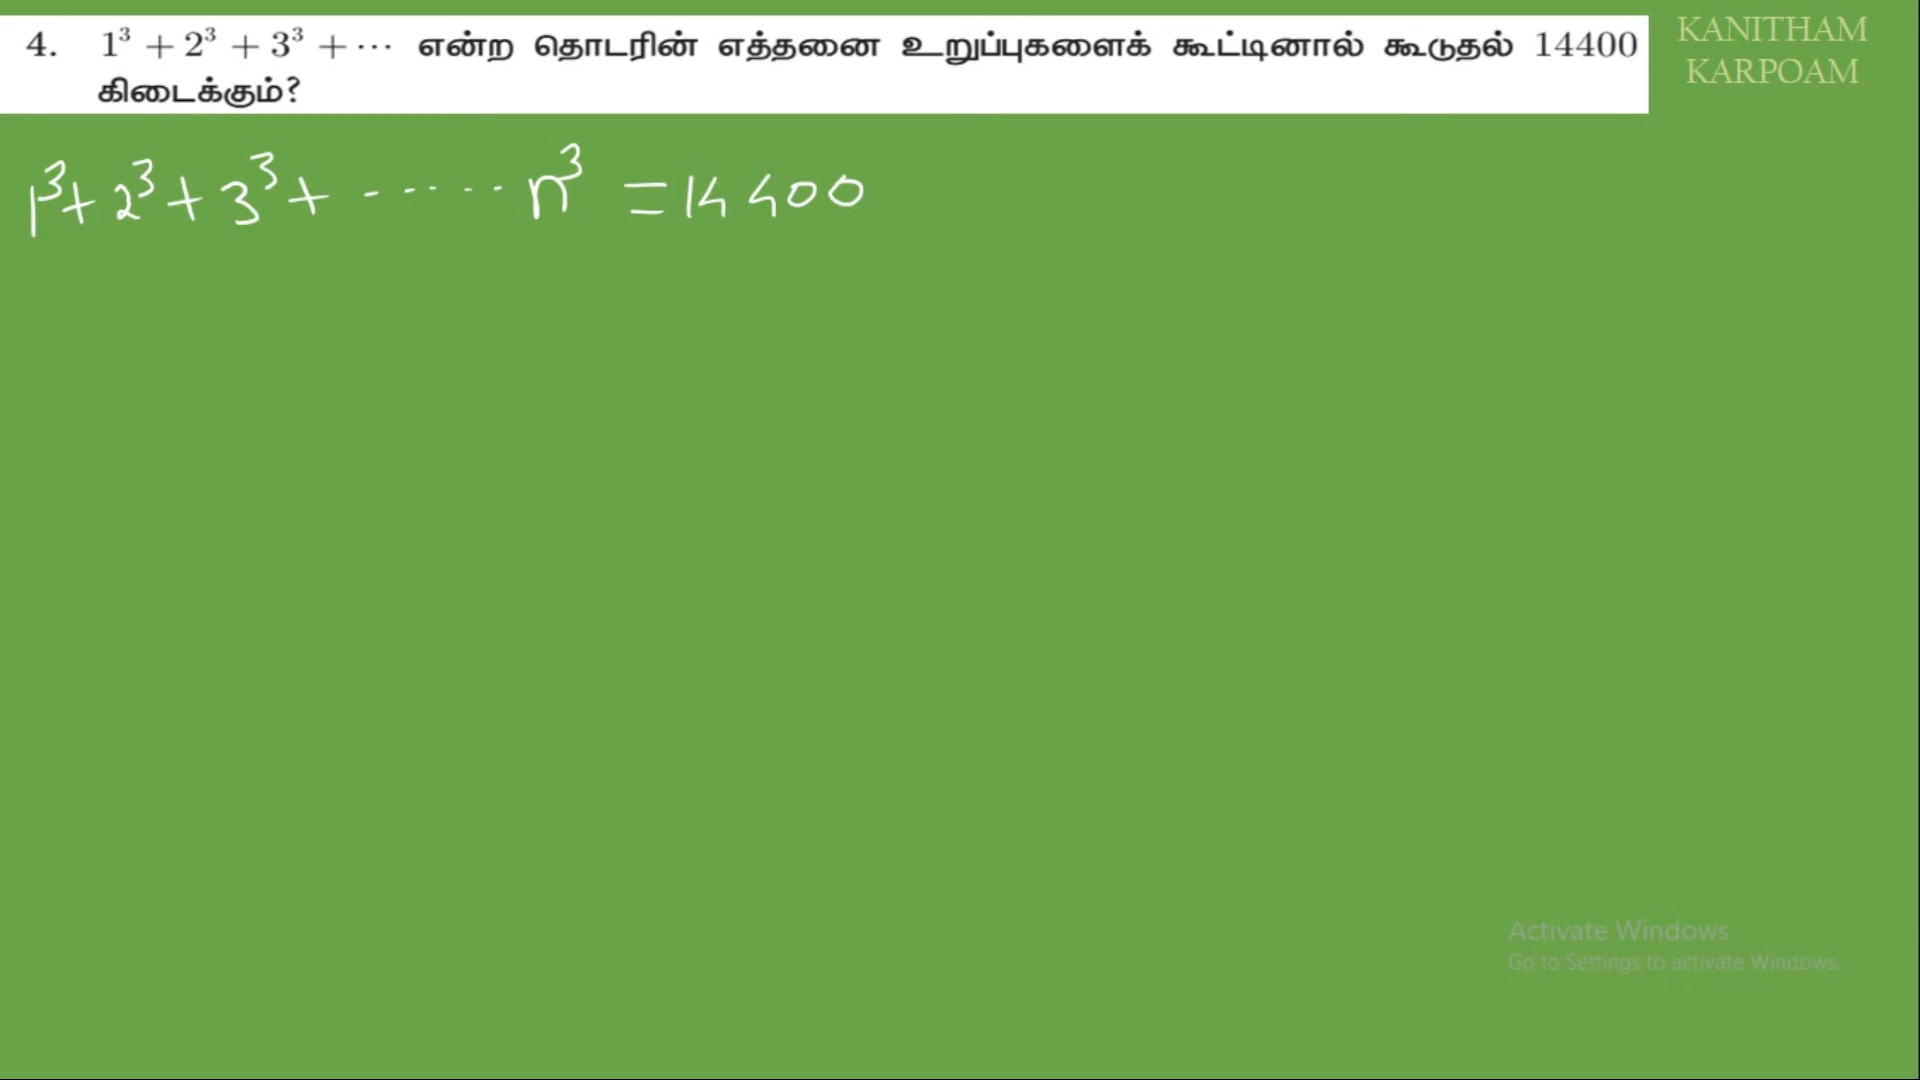 4. 1³ + 2³ + 3³ + ⋯ என்ற தொடரின் எத்தனை உறுப்புகளைக் கூட்டினால் கூடுதல் 14400
கிடைக்கும்?
KANITHAM
KARPOAM
1³ + 2³ + 3³ + ...... n³ = 14400
Activate Windows
Go to Settings to activate Windows.